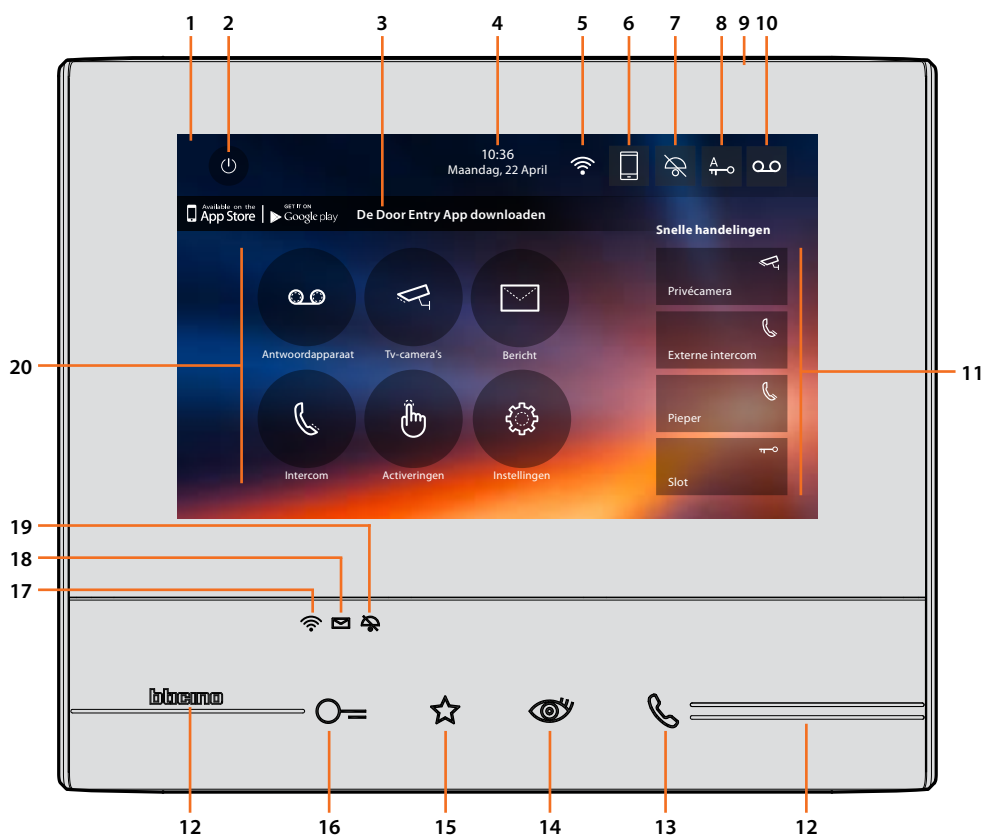 1 2 3 4 5 6 7 8 9 10
10:36
Maandag, 22 April
A
Available on the
App Store
GET IT ON
Google play
De Door Entry App downloaden
Snelle handelingen
Privécamera
Antwoordapparaat Tv-camera's Bericht
Externe intercom
20
11
Pieper
Intercom Activeringen Instellingen
Slot
19
18
17
bticino
12 16 15 14 13 12